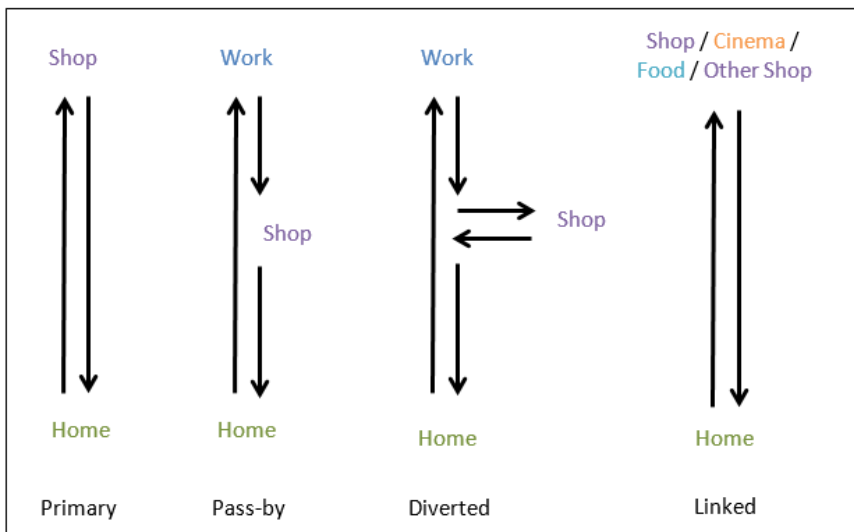 Shop
Work
Work
Shop / Cinema /
Food / Other Shop
Shop
Shop
Home
Home
Home
Home
Primary
Pass-by
Diverted
Linked